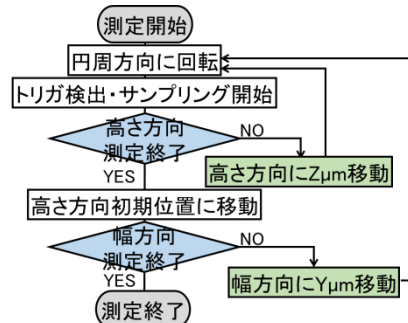 測定開始
円周方向に回転
トリガ検出・サンプリング開始
高さ方向
測定終了
NO
YES
高さ方向にZμm移動
高さ方向初期位置に移動
幅方向
測定終了
NO
YES
幅方向にYμm移動
測定終了